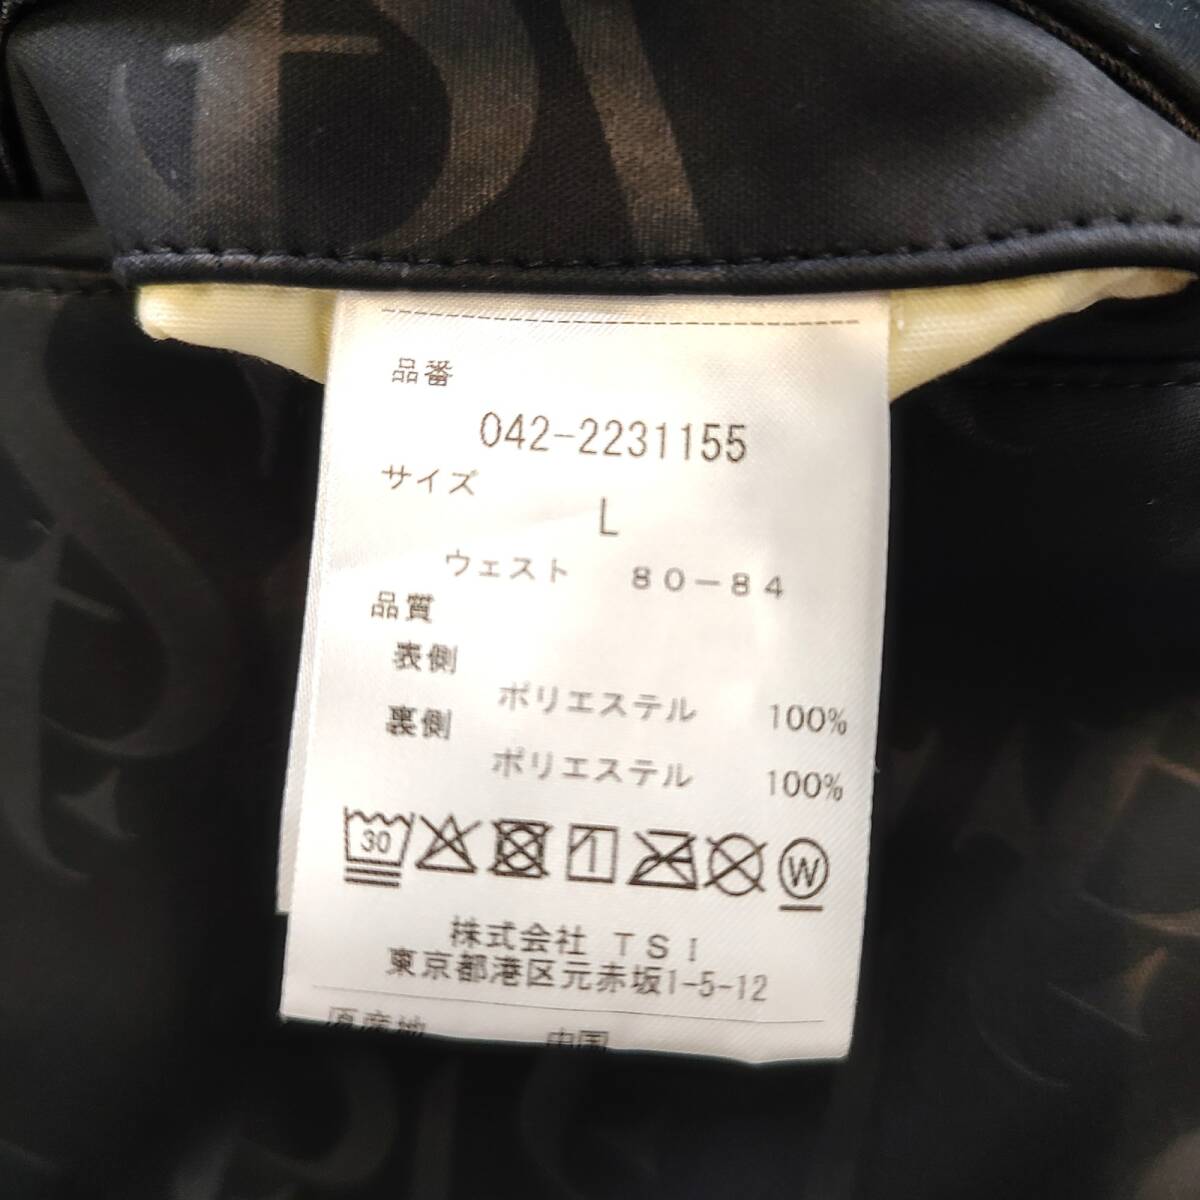 品番
042-2231155
サイズ
L
ウェスト 80-84
品質
表側
ポリエステル 100%
裏側
ポリエステル 100%
30
W
株式会社 TSI
東京都港区元赤坂1-5-12
原産地 中国